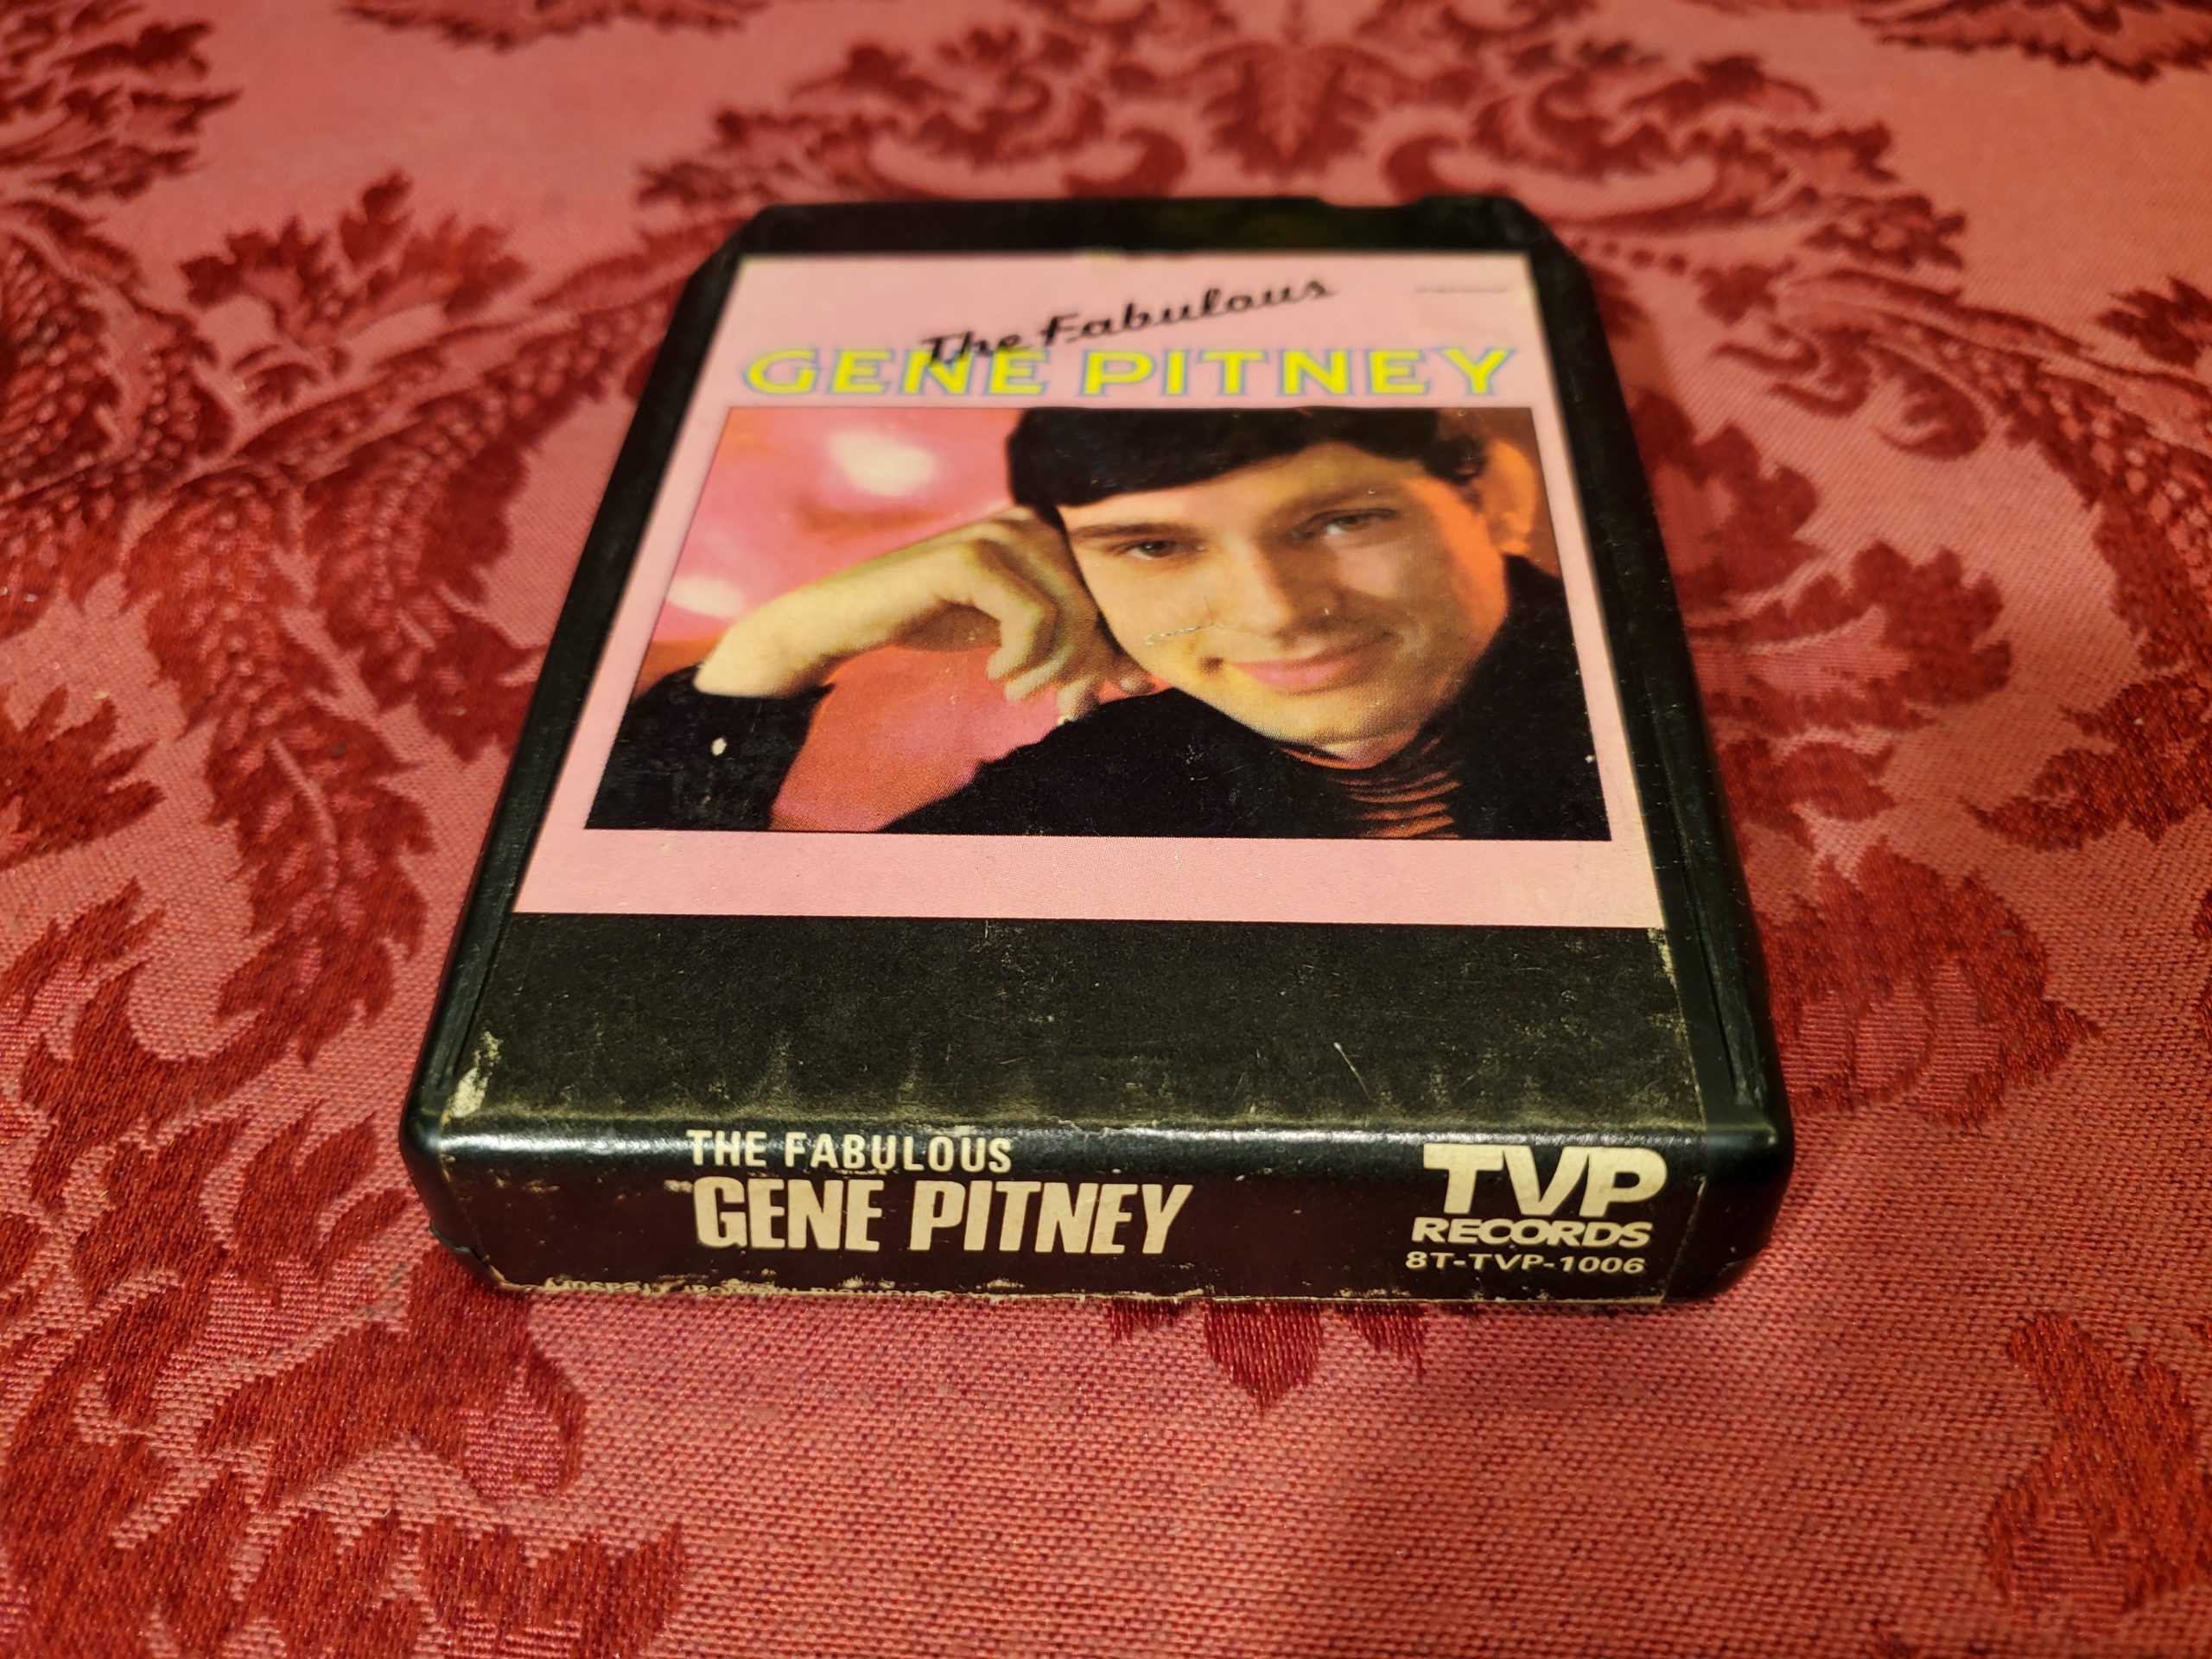 The Fabulous
GENE PITNEY
THE FABULOUS
GENE PITNEY
TVP
RECORDS
8T-TVP-1006